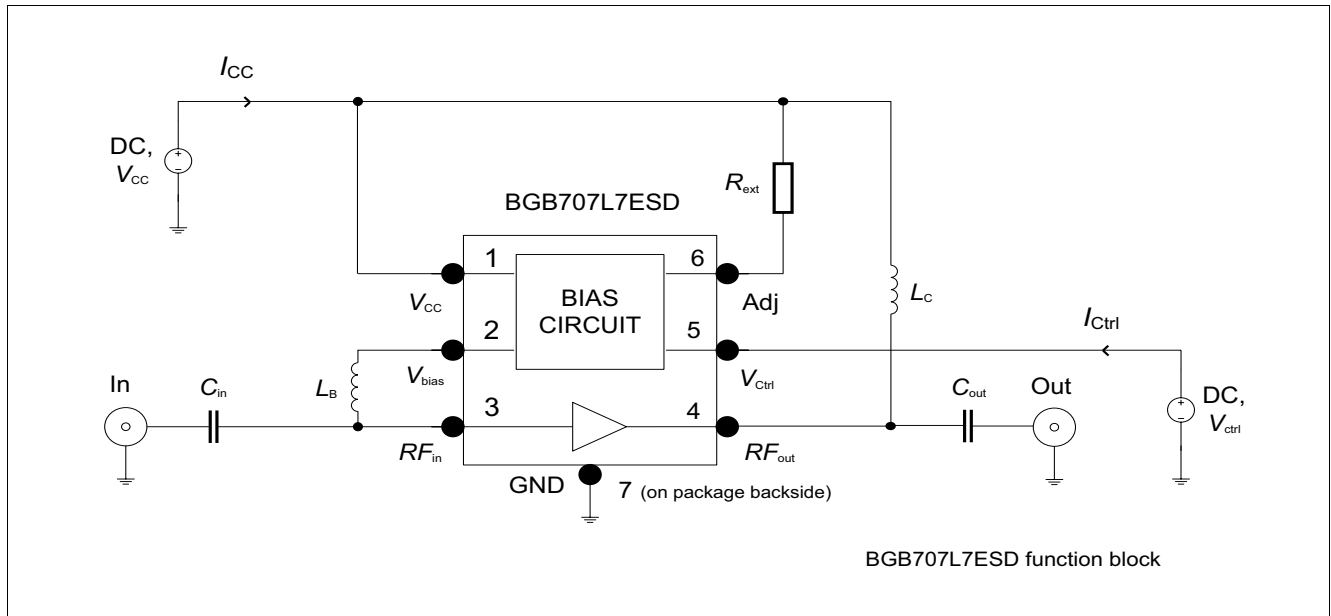 ICC
DC,
VCC
Rext
BGB707L7ESD
1
6
VCC
BIAS
CIRCUIT
Adj
LC
2
5
ICtrl
Vbias
VCtrl
In
Cin
LB
3
4
Cout
Out
DC,
Vctrl
RFin
RFout
GND
7 (on package backside)
BGB707L7ESD function block
+
–
+
–